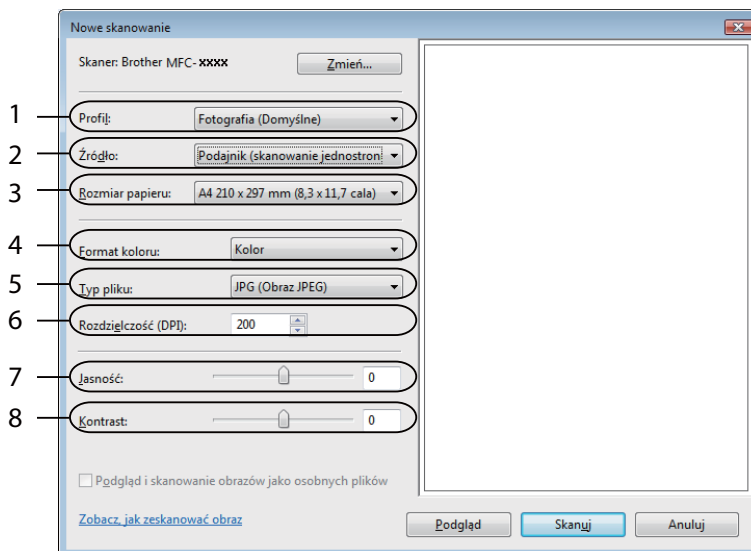 Nowe skanowanie
Skaner: Brother MFC-xxxx Zmień...
1 Profil: Fotografia (Domyślne)
2 Źródło: Podajnik (skanowanie jednostron
3 Rozmiar papieru: A4 210 x 297 mm (8,3 x 11,7 cala)
4 Format koloru: Kolor
5 Typ pliku: JPG (Obraz JPEG)
6 Rozdzielczość (DPI): 200
7 Jasność: 0
8 Kontrast: 0
Podgląd i skanowanie obrazów jako osobnych plików
Zobacz, jak zeskanować obraz
Podgląd Skanuj Anuluj